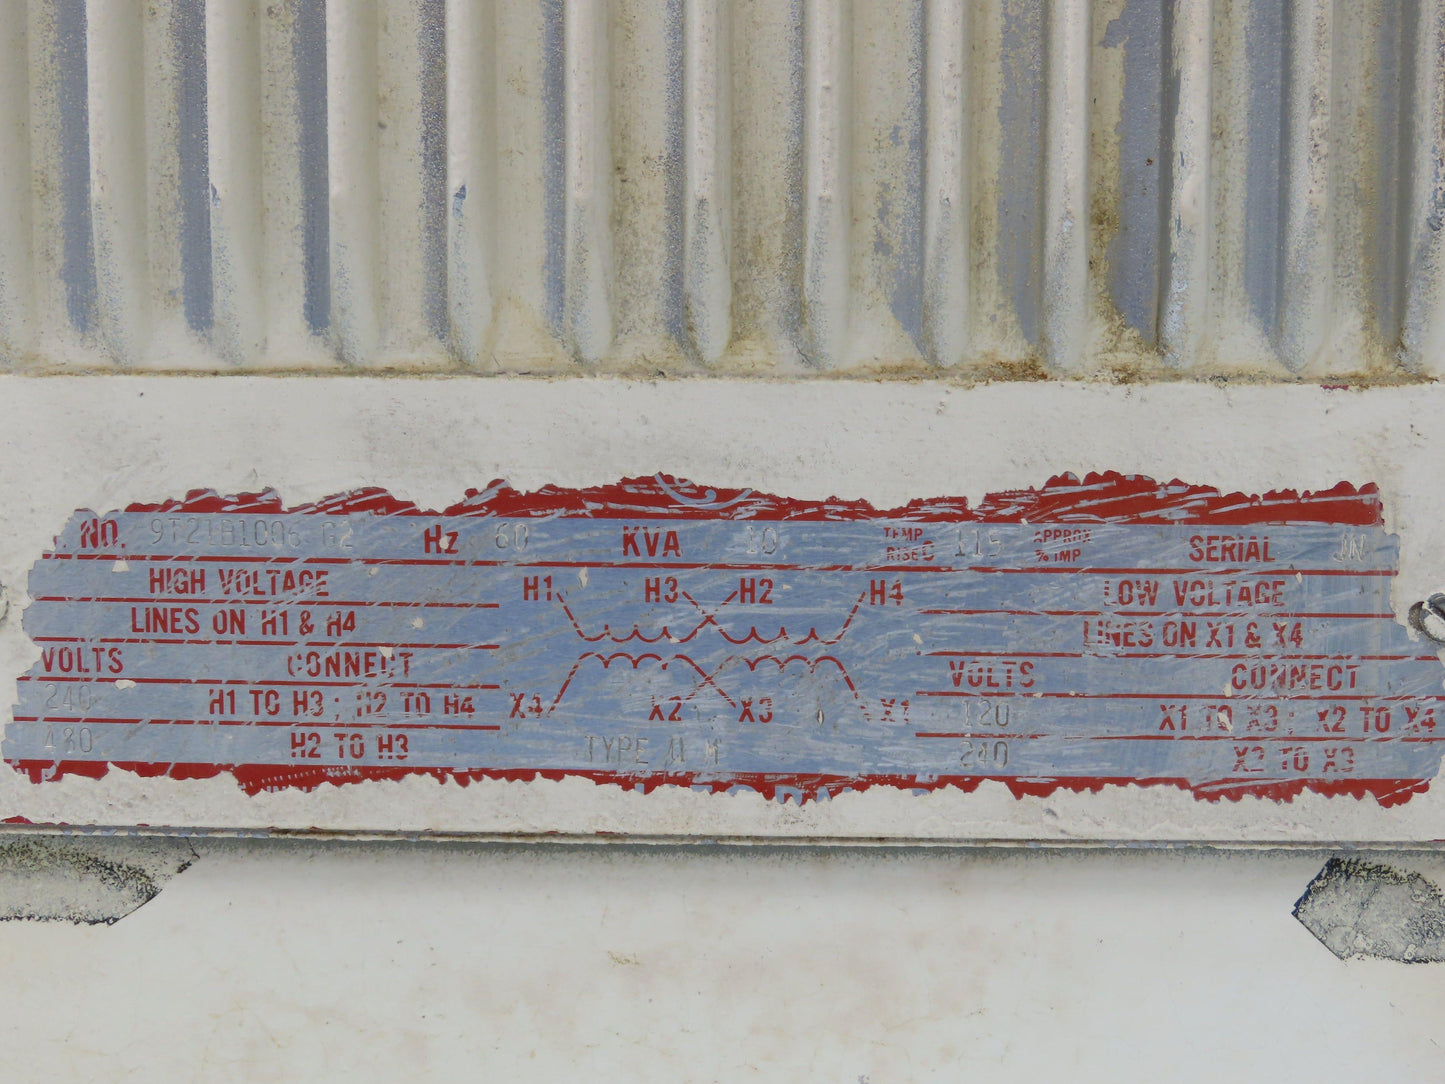 NO. 9T21B1006 G2 Hz 60 KVA 10 TEMP RISE C 115 APPROX % IMP SERIAL
HIGH VOLTAGE
LINES ON H1 & H4
VOLTS CONNECT
240 H1 TO H3 ; H2 TO H4
480 H2 TO H3
H1 H3 H2 H4
X4 X2 X3 X1
TYPE
LOW VOLTAGE
LINES ON X1 & X4
VOLTS CONNECT
120 X1 TO X3 ; X2 TO X4
240 X2 TO X3